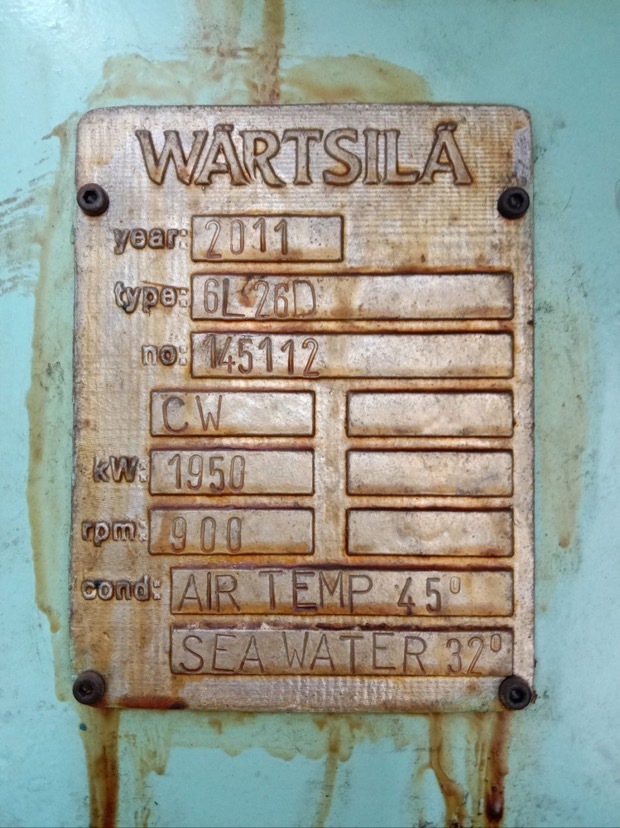 WÄRTSILÄ
year: 2011
type: 6L26D
no: 145112
CW
kW: 1950
rpm: 900
cond: AIR TEMP 45°
SEA WATER 32°